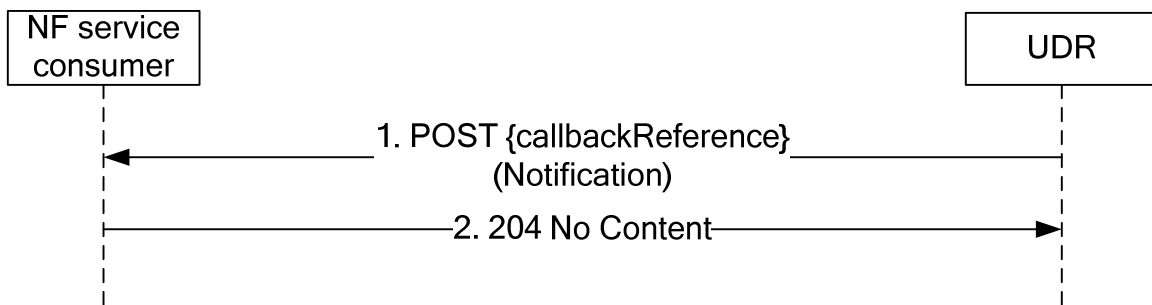 NF service
consumer
UDR
1. POST {callbackReference}
(Notification)
2. 204 No Content